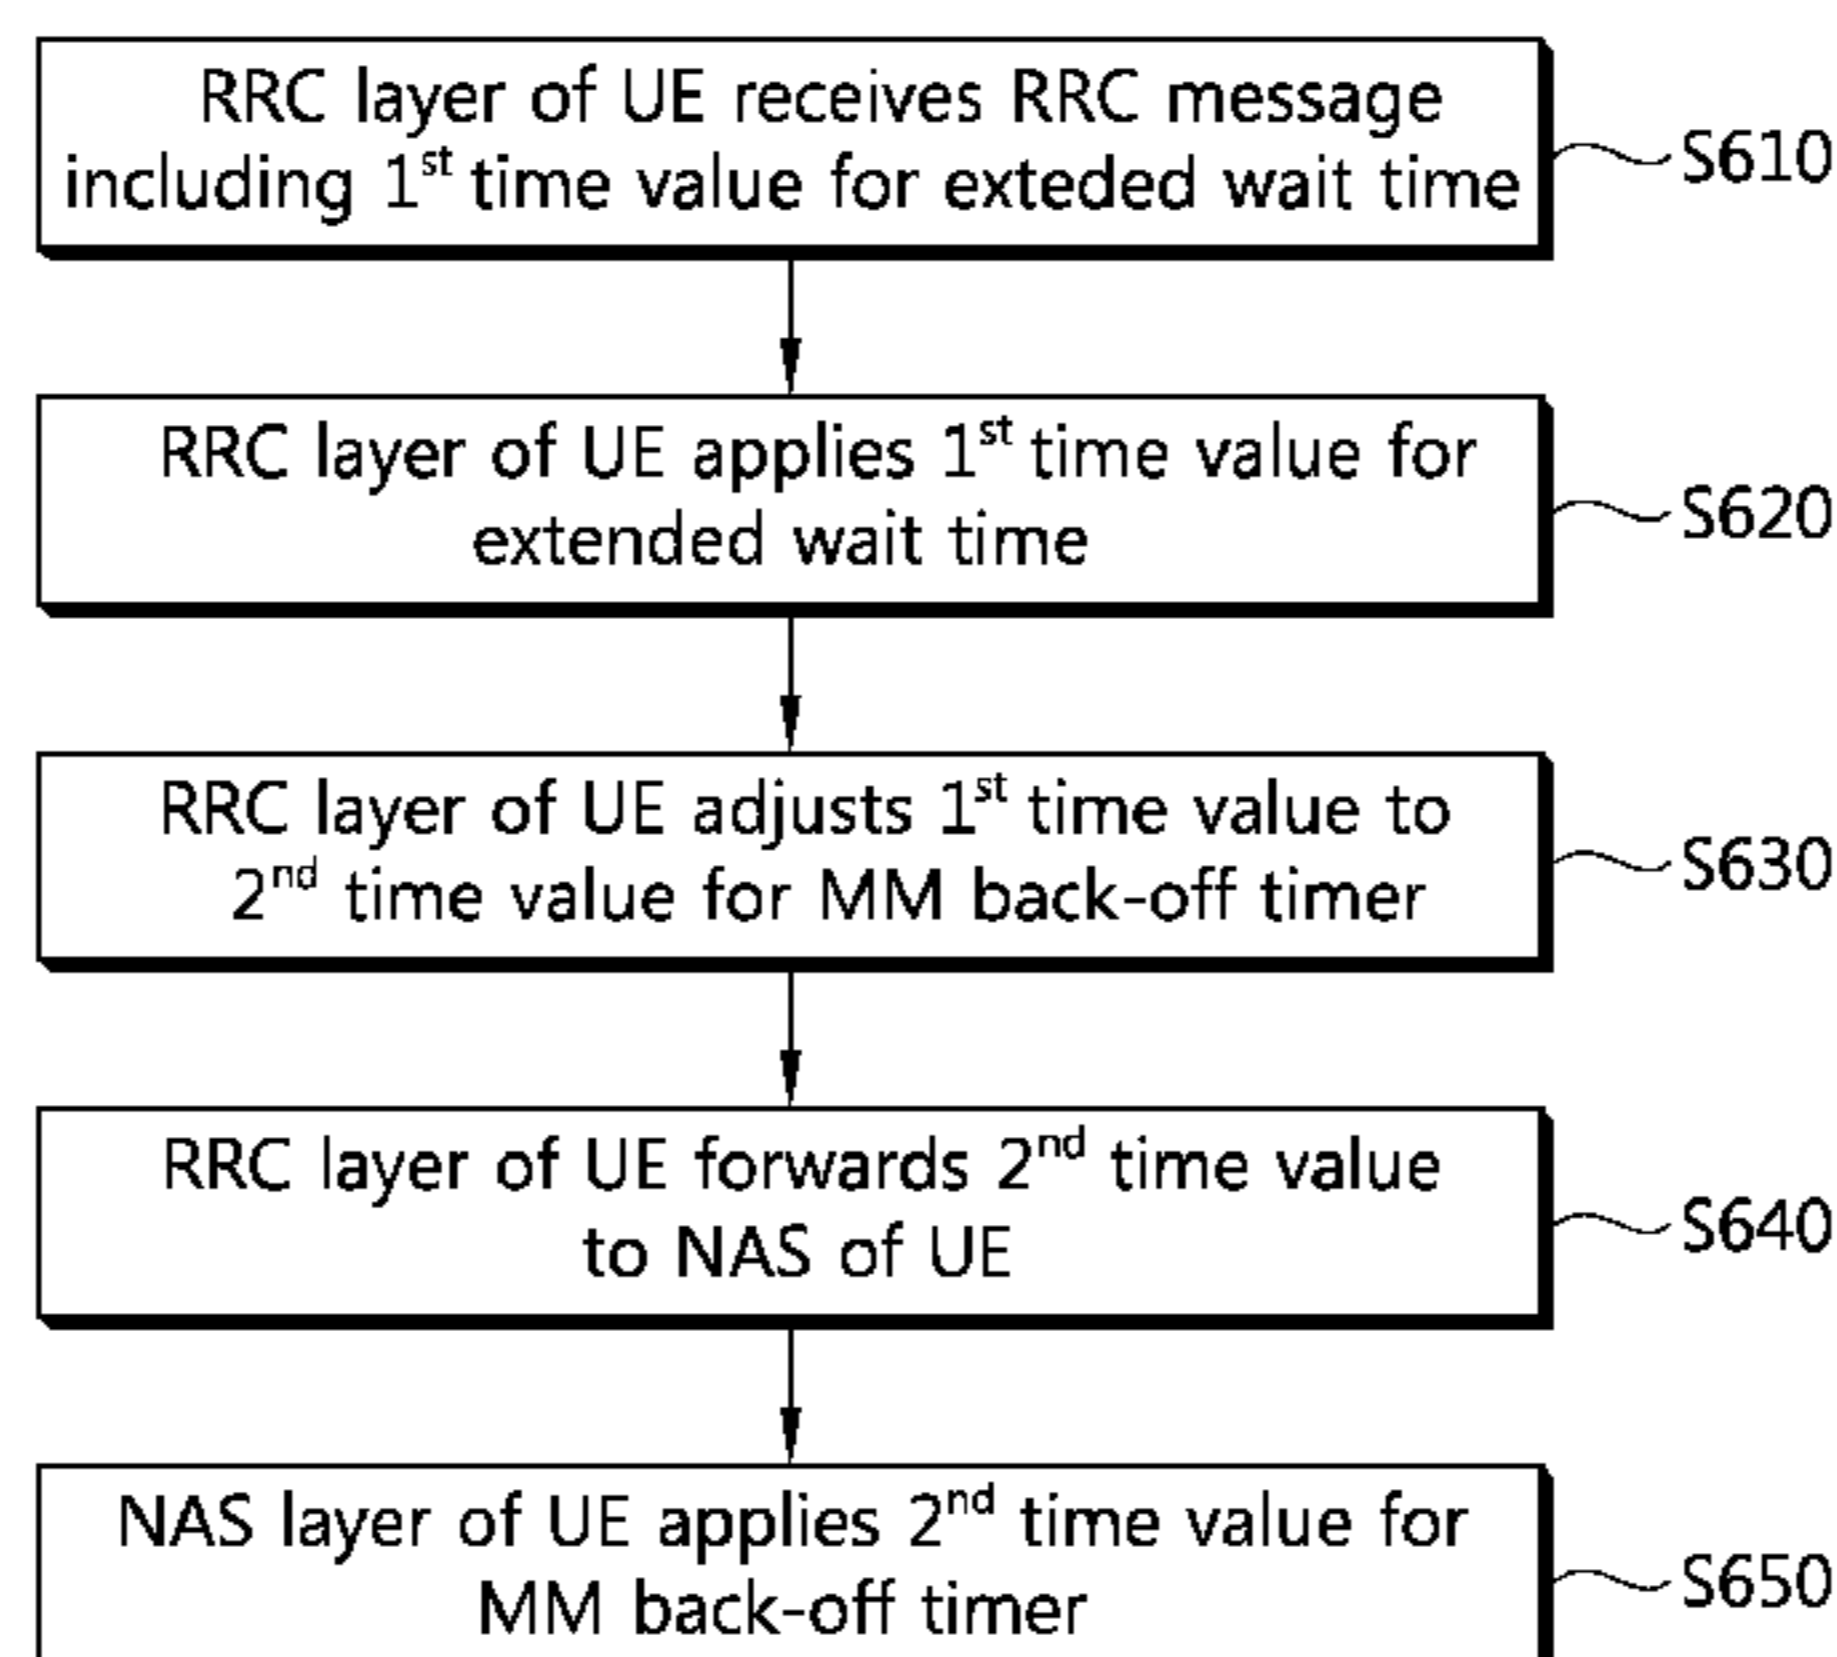 RRC layer of UE receives RRC message
including 1st time value for exteded wait time
S610
RRC layer of UE applies 1st time value for
extended wait time
S620
RRC layer of UE adjusts 1st time value to
2nd time value for MM back-off timer
S630
RRC layer of UE forwards 2nd time value
to NAS of UE
S640
NAS layer of UE applies 2nd time value for
MM back-off timer
S650